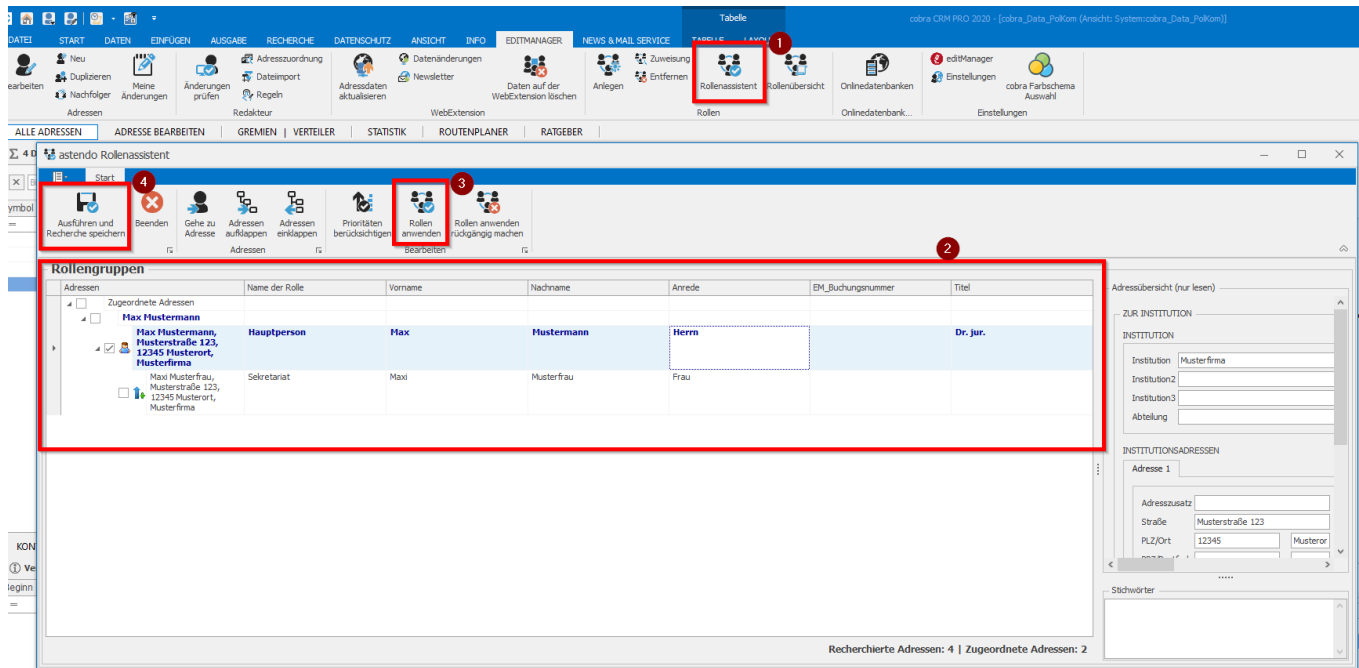 Tabelle
cobra CRM PRO 2020 - [cobra_Data_PolKom (Ansicht: System:cobra_Data_PolKom)]
DATEI START DATEN EINFÜGEN AUSGABE RECHERCHE DATENSCHUTZ ANSICHT INFO EDITMANAGER NEWS & MAIL SERVICE TABELLE
1
Neu
Duplizieren
Nachfolger
Meine Änderungen
Adressen
Änderungen prüfen
Adresszuordnung
Dateiimport
Regeln
Redakteur
Adressdaten aktualisieren
Datenänderungen
Newsletter
Daten auf der WebExtension löschen
WebExtension
Anlegen
Zuweisung
Entfernen
Rollenassistent
Rollenübersicht
Rollen
Onlinedatenbanken
Onlinedatenbank...
editManager
Einstellungen
cobra Farbschema Auswahl
Einstellungen
ALLE ADRESSEN ADRESSE BEARBEITEN GREMIEN | VERTEILER STATISTIK ROUTENPLANER RATGEBER
Σ 4 D
astendo Rollenassistent
Start
4
3
Ausführen und
Recherche speichern
Beenden
Gehe zu
Adresse
Adressen
aufklappen
Adressen
einklappen
Prioritäten
berücksichtigen
Rollen
anwenden
Rollen anwenden
rückgängig machen
Adressen
Bearbeiten
2
Rollengruppen
Adressen Name der Rolle Vorname Nachname Anrede EM_Buchungsnummer Titel
Zugeordnete Adressen
Max Mustermann
Max Mustermann, Hauptperson Max Mustermann Herrn Dr. jur.
Musterstraße 123,
12345 Musterort,
Musterfirma
Maxi Musterfrau, Sekretariat Maxi Musterfrau Frau
Musterstraße 123,
12345 Musterort,
Musterfirma
Adressübersicht (nur lesen)
ZUR INSTITUTION
INSTITUTION
Institution Musterfirma
Institution2
Institution3
Abteilung
INSTITUTIONSADRESSEN
Adresse 1
Adresszusatz
Straße Musterstraße 123
PLZ/Ort 12345 Musteror
Stichwörter
KON
Ve
=
Recherchierte Adressen: 4 | Zugeordnete Adressen: 2